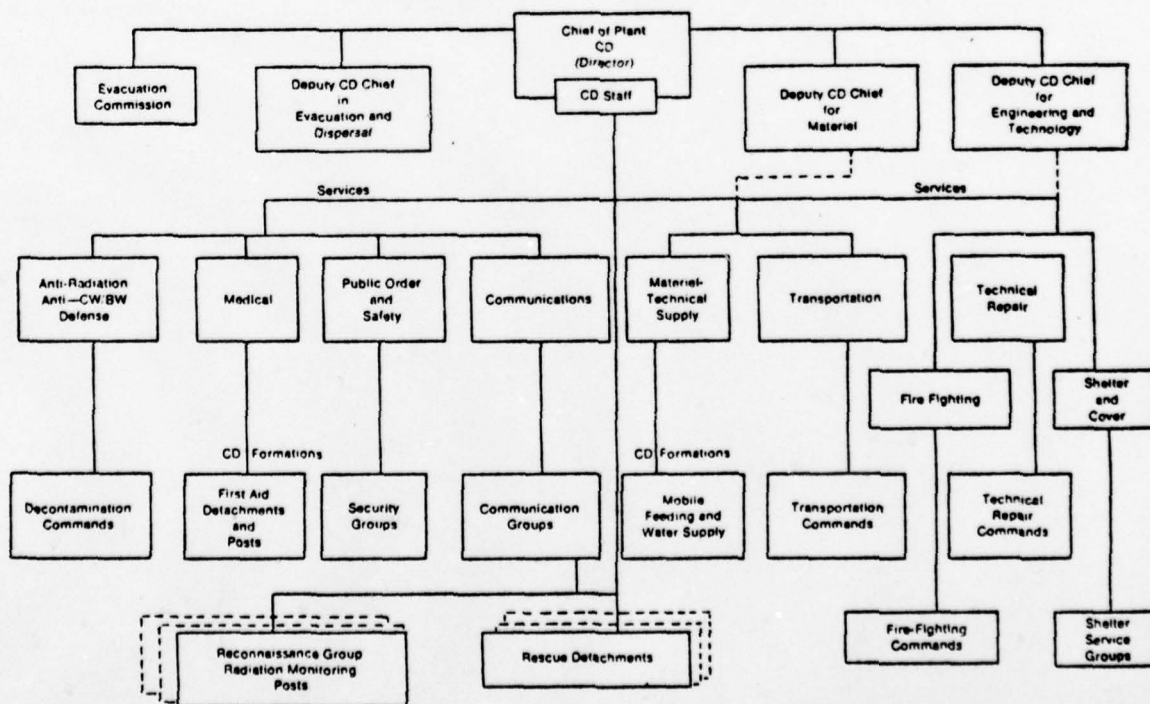 Chief of Plant
CD
(Director)
CD Staff
Evacuation
Commission
Deputy CD Chief
in
Evacuation and
Dispersal
Deputy CD Chief
for
Materiel
Deputy CD Chief
for
Engineering and
Technology
Services
Services
Anti-Radiation
Anti—CW/BW
Defense
Medical
Public Order
and
Safety
Communications
Materiel-
Technical
Supply
Transportation
Technical
Repair
Fire Fighting
Shelter
and
Cover
CD Formations
CD Formations
Decontamination
Commands
First Aid
Detachments
and
Posts
Security
Groups
Communication
Groups
Mobile
Feeding and
Water Supply
Transportation
Commands
Technical
Repair
Commands
Fire-Fighting
Commands
Shelter
Service
Groups
Reconnaissance Group
Radiation Monitoring
Posts
Rescue Detachments